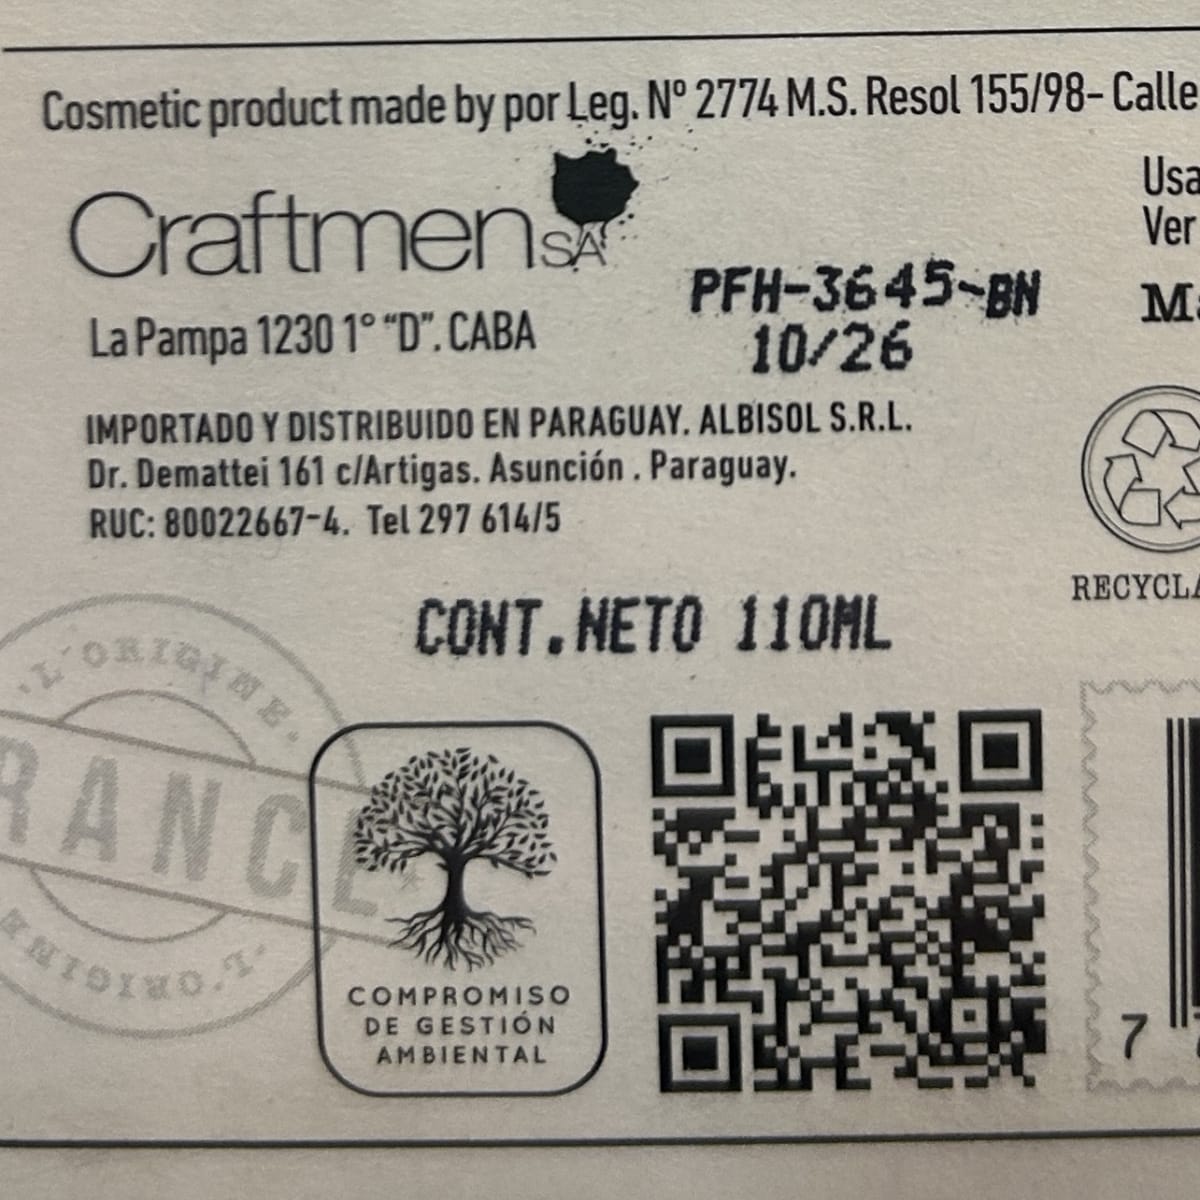 Cosmetic product made by por Leg. Nº 2774 M.S. Resol 155/98- Calle
Craftmen SA
La Pampa 1230 1° “D”. CABA
PFH-3645-BN
10/26
Ver
IMPORTADO Y DISTRIBUIDO EN PARAGUAY. ALBISOL S.R.L.
Dr. Demattei 161 c/Artigas. Asunción . Paraguay.
RUC: 80022667-4. Tel 297 614/5
CONT.NETO 110ML
L'ORIGINE.
RANCE
L'ORIGINE
COMPROMISO
DE GESTIÓN
AMBIENTAL
7